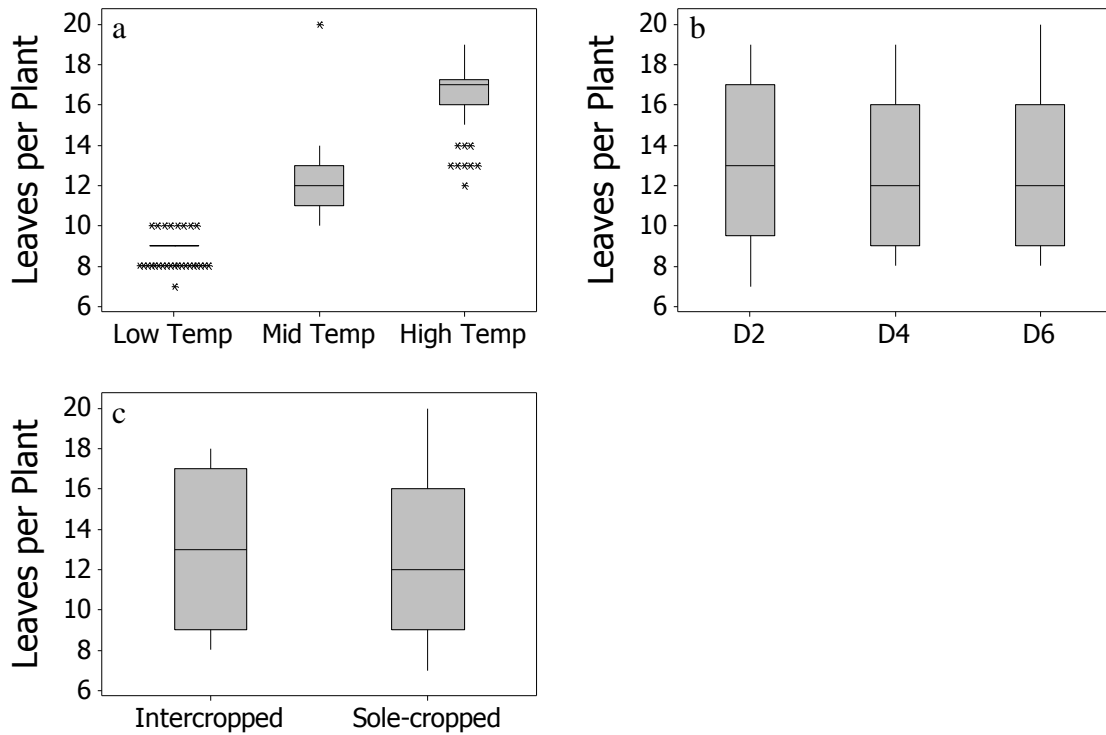 a
Leaves per Plant
20
18
16
14
12
10
8
6
Low Temp Mid Temp High Temp
b
Leaves per Plant
20
18
16
14
12
10
8
6
D2 D4 D6
c
Leaves per Plant
20
18
16
14
12
10
8
6
Intercropped Sole-cropped